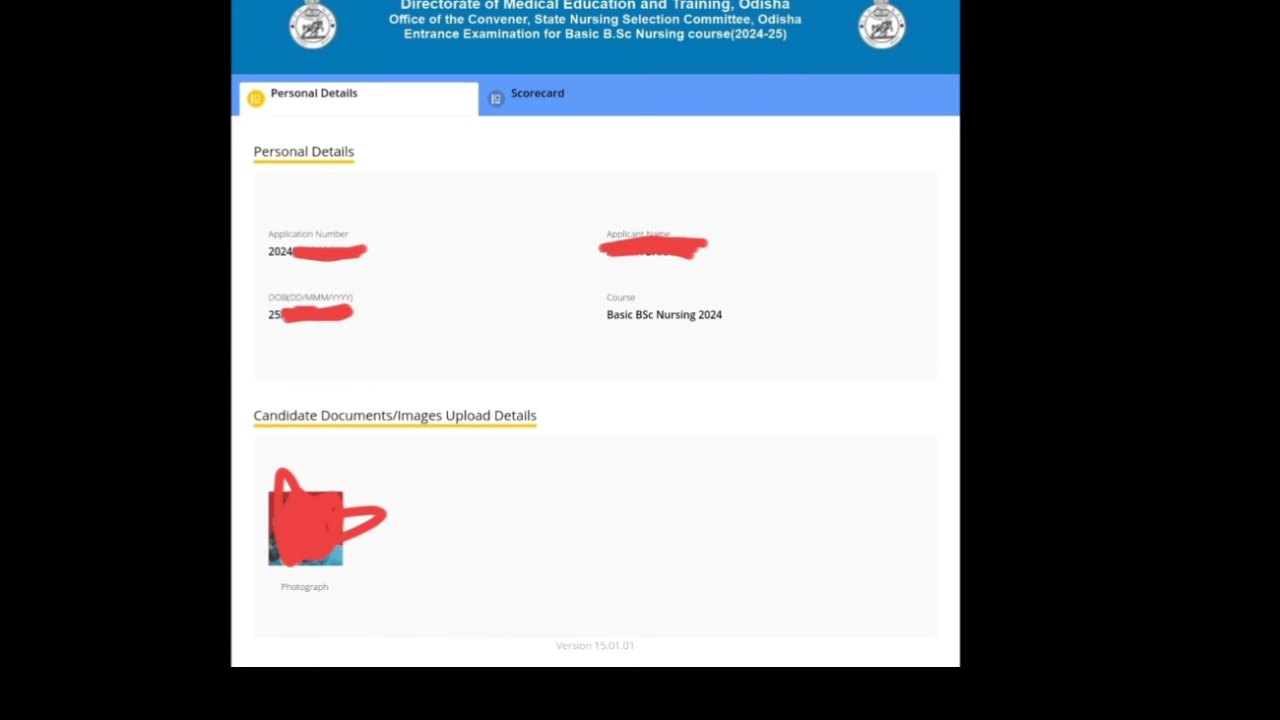 Directorate of Medical Education and Training, Odisha
Office of the Convener, State Nursing Selection Committee, Odisha
Entrance Examination for Basic B.Sc Nursing course(2024-25)
Personal Details
Scorecard
Personal Details
Application Number
Applicant Name
2024
DOB(DD/MMM/YYYY)
Course
25
Basic BSc Nursing 2024
Candidate Documents/Images Upload Details
Photograph
Version 15.01.01